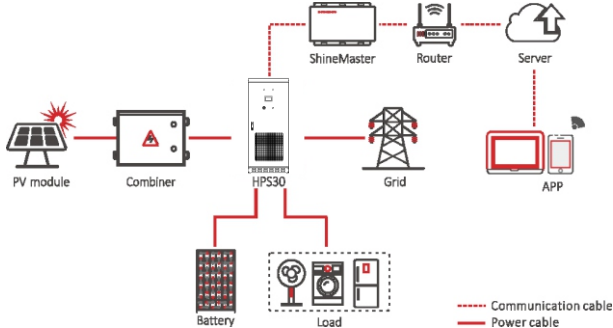 ShineMaster
Router
Server
PV module
Combiner
HPS30
Grid
APP
Battery
Load
Communication cable
Power cable